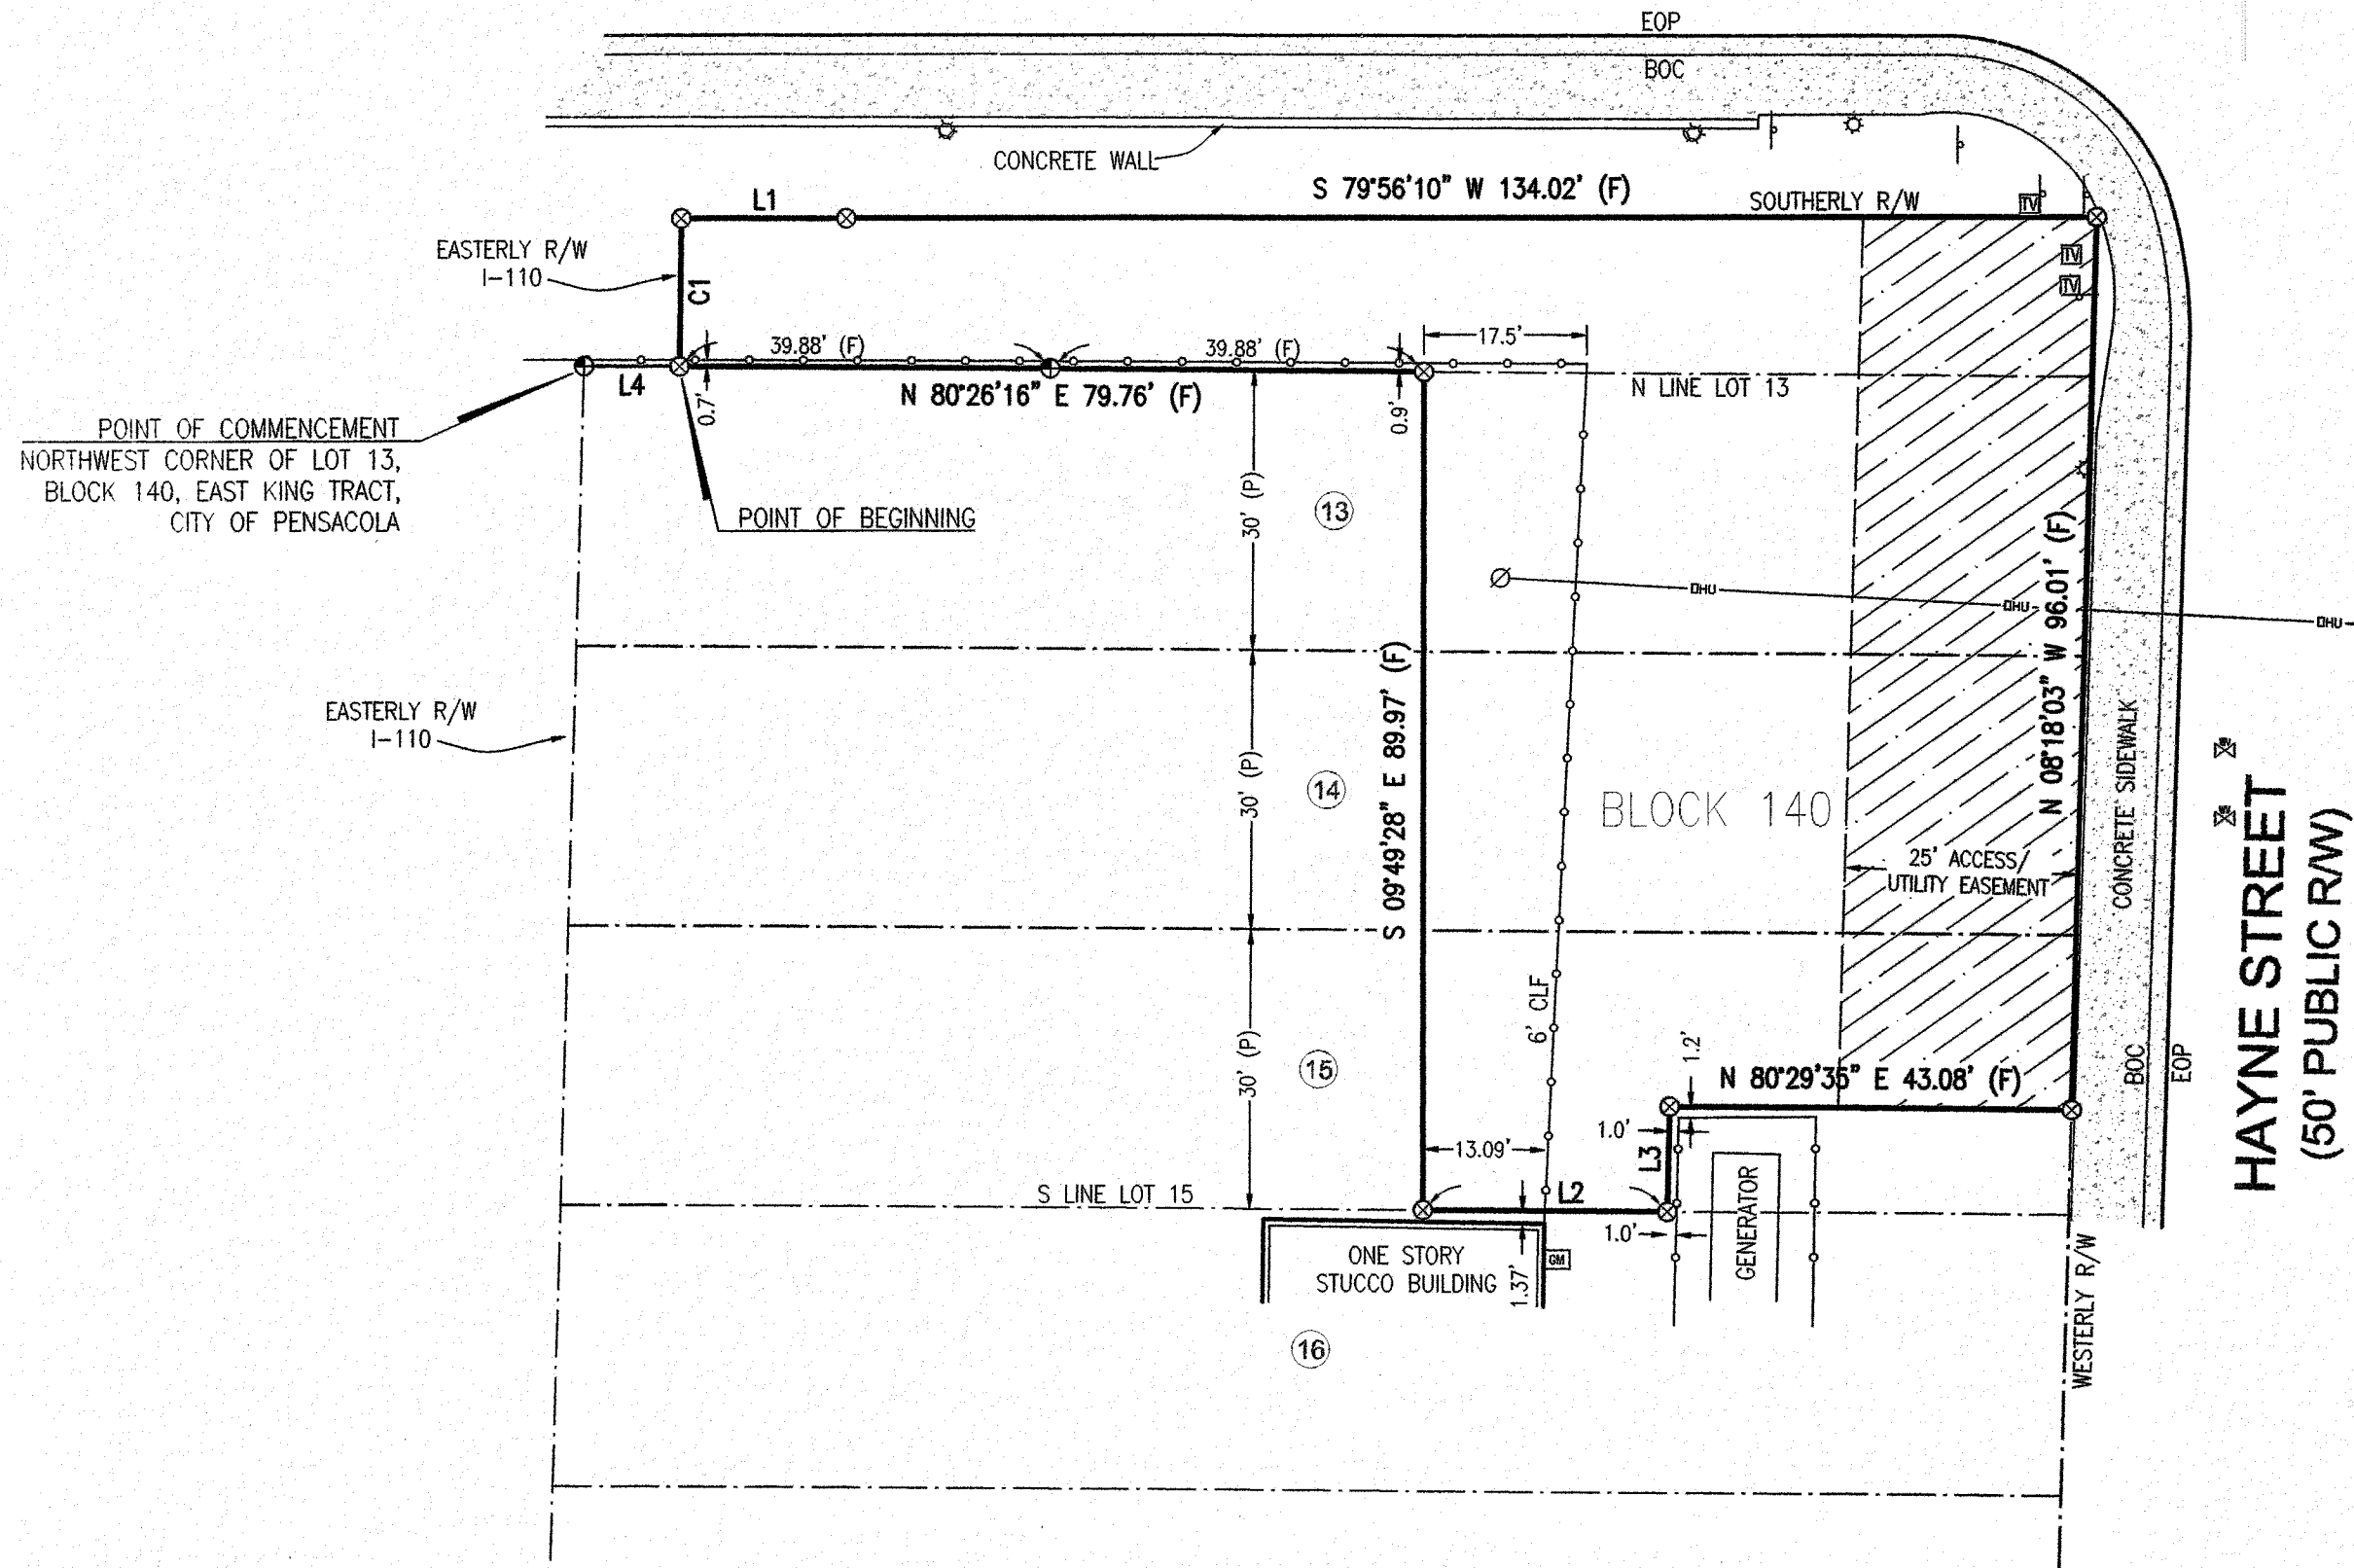 EOP
BOC
CONCRETE WALL
S 79°56'10" W 134.02' (F)
SOUTHERLY R/W
TV
L1
EASTERLY R/W
I-110
C1
TV
TV
39.88' (F)
39.88' (F)
17.5'
L4
0.7'
N 80°26'16" E 79.76' (F)
0.9'
N LINE LOT 13
POINT OF COMMENCEMENT
NORTHWEST CORNER OF LOT 13,
BLOCK 140, EAST KING TRACT,
CITY OF PENSACOLA
POINT OF BEGINNING
30' (P)
13
OHU
OHU
OHU
N 08°18'03" W 96.01' (F)
S 09°49'28" E 89.97' (F)
EASTERLY R/W
I-110
30' (P)
14
BLOCK 140
25' ACCESS/
UTILITY EASEMENT
CONCRETE SIDEWALK
HAYNE STREET
(50' PUBLIC R/W)
6' CLF
30' (P)
15
1.2'
N 80°29'35" E 43.08' (F)
BOC
EOP
1.0'
13.09'
L3
L2
S LINE LOT 15
1.0'
GENERATOR
ONE STORY
STUCCO BUILDING
1.37'
GM
WESTERLY R/W
16